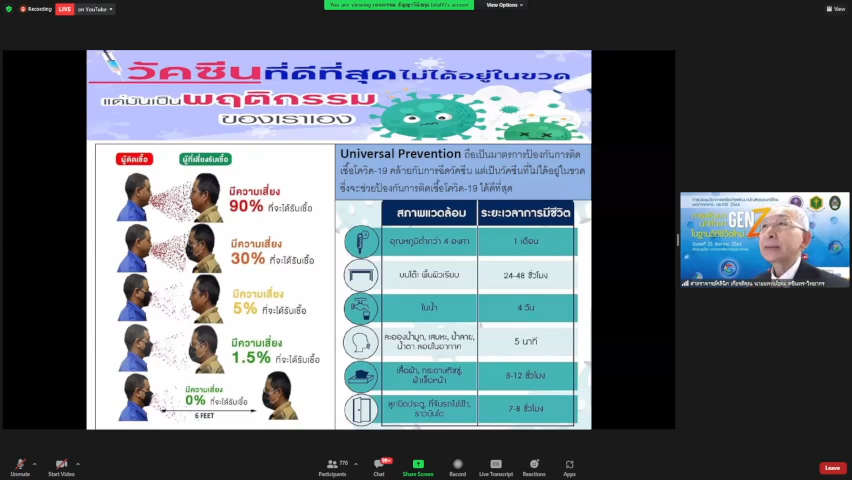 Recording
LIVE
on YouTube
View Options
View
วัคซีนที่ดีที่สุดไม่ได้อยู่ในขวด
แต่มันเป็นพฤติกรรม
ของเราเอง
ผู้ติดเชื้อ
ผู้ที่เสี่ยงรับเชื้อ
มีความเสี่ยง
90% ที่จะได้รับเชื้อ
มีความเสี่ยง
30% ที่จะได้รับเชื้อ
มีความเสี่ยง
5% ที่จะได้รับเชื้อ
มีความเสี่ยง
1.5% ที่จะได้รับเชื้อ
มีความเสี่ยง
0% ที่จะได้รับเชื้อ
6 FEET
Universal Prevention ถือเป็นมาตรการป้องกันการติด
เชื้อโควิด-19 คล้ายกับการฉีดวัคซีน แต่เป็นวัคซีนที่ไม่ได้อยู่ในขวด
ซึ่งจะช่วยป้องกันการติดเชื้อโควิด-19 ได้ดีที่สุด
สภาพแวดล้อม ระยะเวลาการมีชีวิต
อุณหภูมิต่ำกว่า 4 องศา 1 เดือน
บนโต๊ะ พื้นผิวเรียบ 24-48 ชั่วโมง
ในน้ำ 4 วัน
ละอองน้ำมูก, เสมหะ, น้ำลาย,
น้ำตา ลอยในอากาศ 5 นาที
เสื้อผ้า, กระดาษทิชชู่,
ผ้าเช็ดหน้า 8-12 ชั่วโมง
ลูกบิดประตู, ที่จับรถไฟฟ้า,
ราวบันได 7-8 ชั่วโมง
GEN Z
Unmute
Start Video
Participants
776
Chat
99+
Share Screen
Record
Live Transcript
Reactions
Apps
Leave